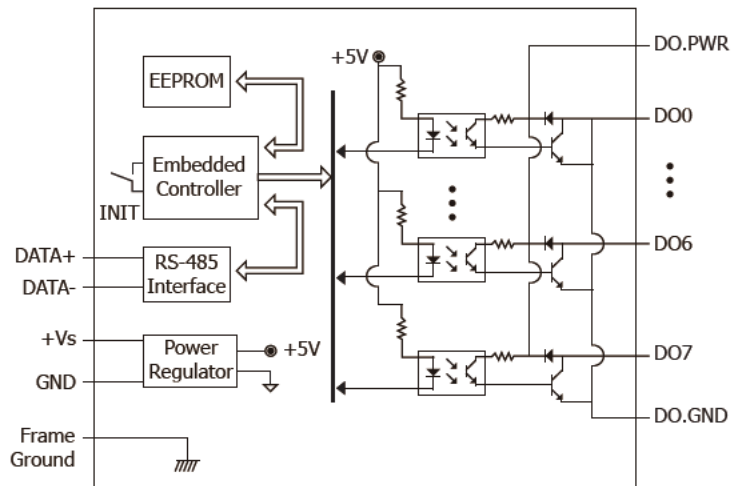 +5V
DO.PWR
EEPROM
DO0
Embedded
Controller
INIT
DATA+
RS-485
Interface
DATA-
DO6
+Vs
Power
Regulator
+5V
DO7
GND
DO.GND
Frame
Ground